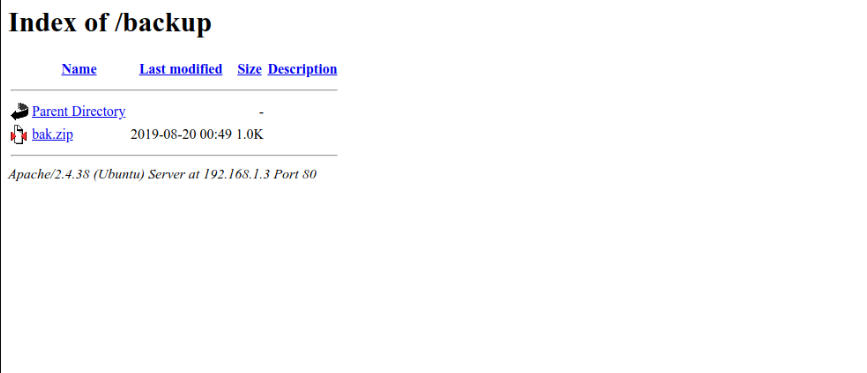 Index of /backup
Name Last modified Size Description
Parent Directory -
bak.zip 2019-08-20 00:49 1.0K
Apache/2.4.38 (Ubuntu) Server at 192.168.1.3 Port 80